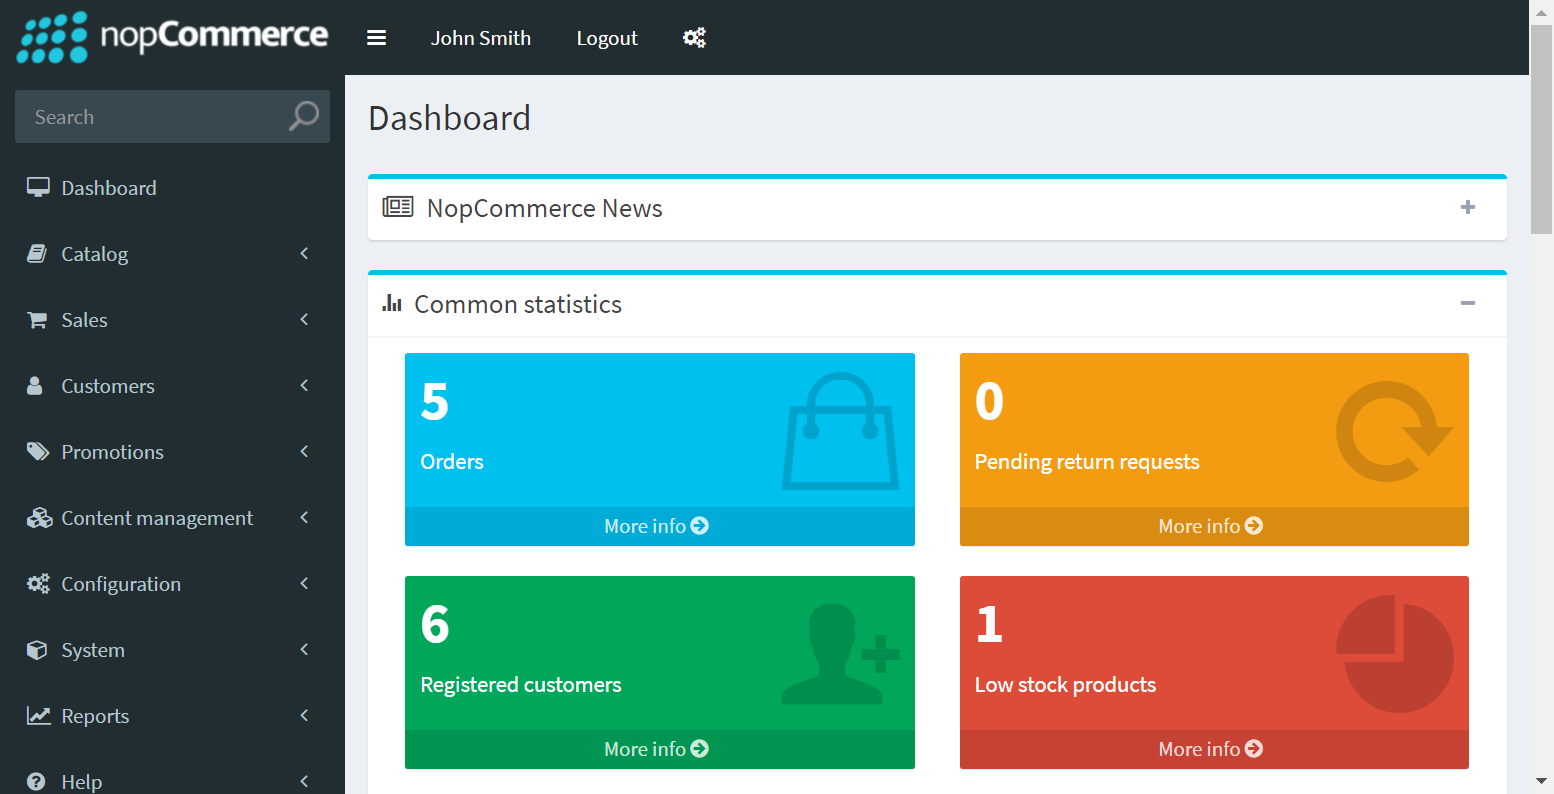 nopCommerce
John Smith
Logout
Search
Dashboard
Catalog
Sales
Customers
Promotions
Content management
Configuration
System
Reports
Help
Dashboard
NopCommerce News
Common statistics
5
Orders
More info
0
Pending return requests
More info
6
Registered customers
More info
1
Low stock products
More info